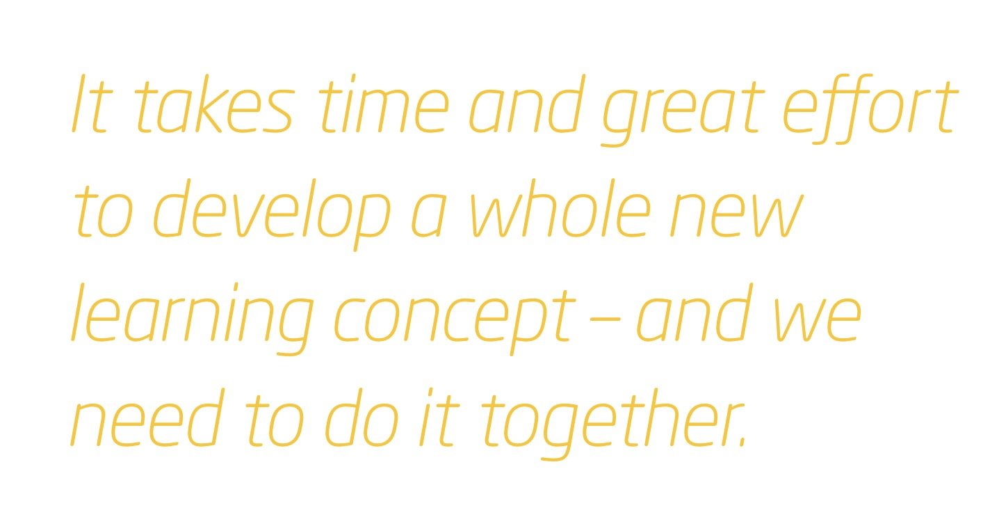 It takes time and great effort
to develop a whole new
learning concept – and we
need to do it together.